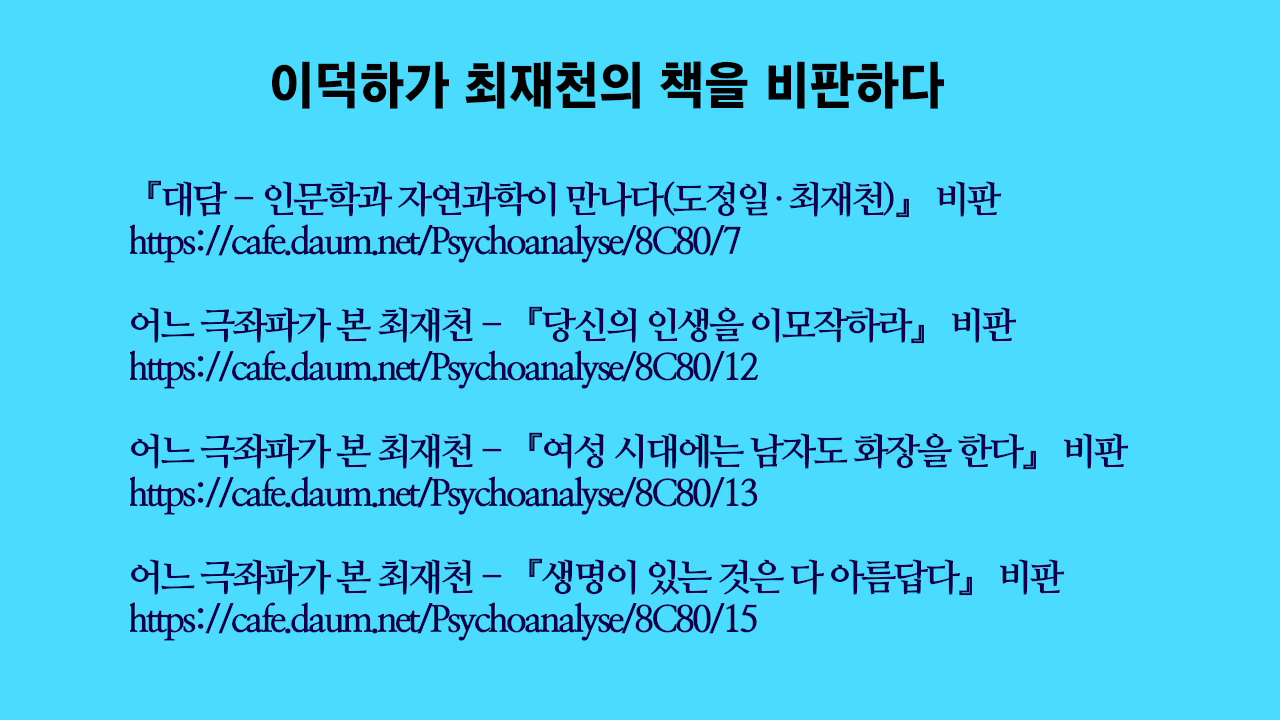 이덕하가 최재천의 책을 비판하다
『대담 – 인문학과 자연과학이 만나다(도정일 · 최재천)』 비판
https://cafe.daum.net/Psychoanalyse/8C80/7
어느 극좌파가 본 최재천 – 『당신의 인생을 이모작하라』 비판
https://cafe.daum.net/Psychoanalyse/8C80/12
어느 극좌파가 본 최재천 – 『여성 시대에는 남자도 화장을 한다』 비판
https://cafe.daum.net/Psychoanalyse/8C80/13
어느 극좌파가 본 최재천 – 『생명이 있는 것은 다 아름답다』 비판
https://cafe.daum.net/Psychoanalyse/8C80/15